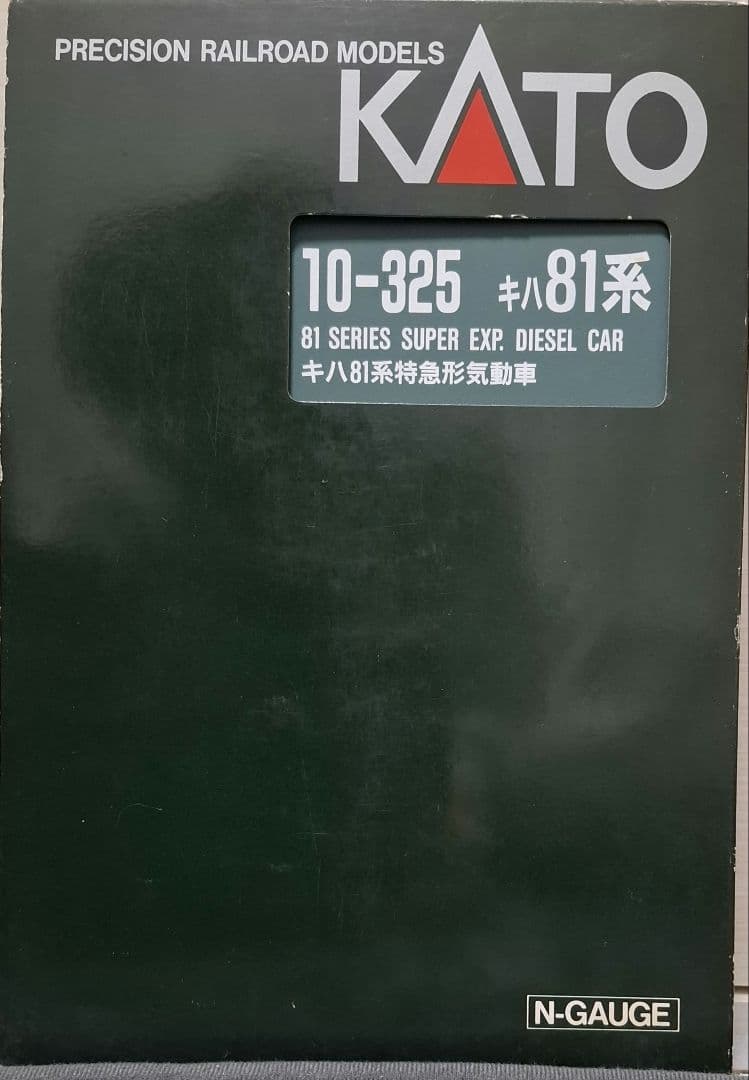 PRECISION RAILROAD MODELS
KATO
10-325 キハ81系
81 SERIES SUPER EXP. DIESEL CAR
キハ81系特急形気動車
N-GAUGE